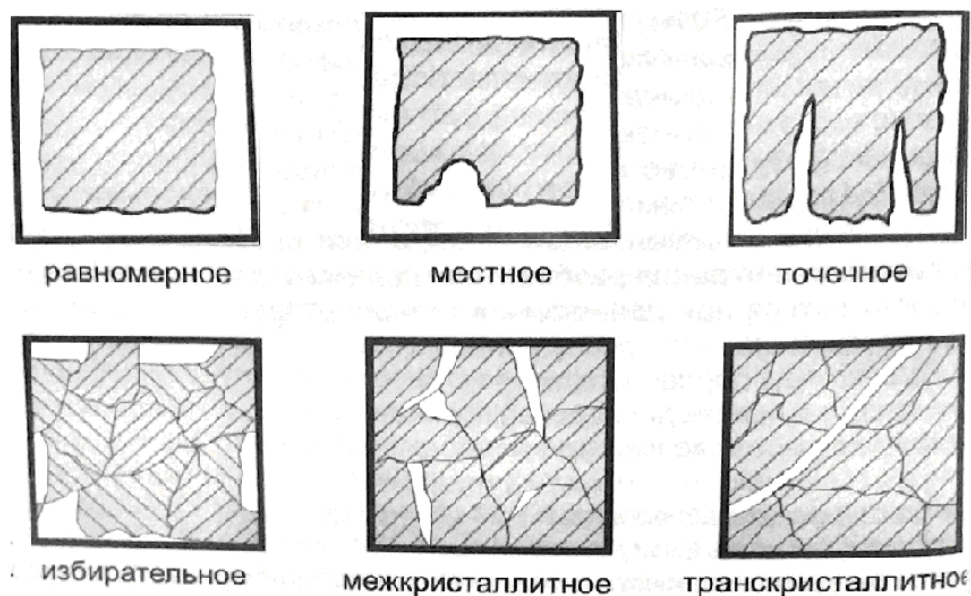 равномерное
местное
точечное
избирательное
межкристаллитное
транскристаллитное